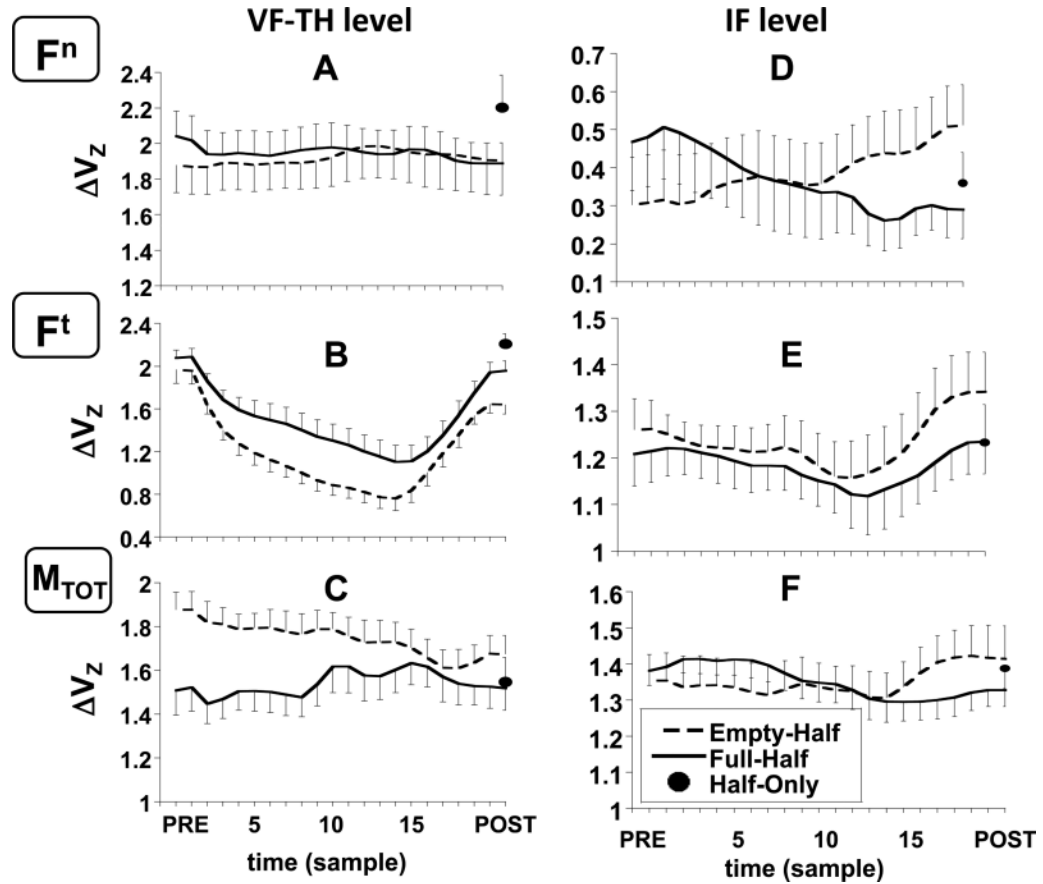 VF-TH level
IF level
Fⁿ
A
D
ΔV_Z
2.4
2.2
2
1.8
1.6
1.4
1.2
0.7
0.6
0.5
0.4
0.3
0.2
0.1
Fᵗ
B
E
ΔV_Z
2.4
2
1.6
1.2
0.8
0.4
1.5
1.4
1.3
1.2
1.1
1
M_TOT
C
F
ΔV_Z
2
1.8
1.6
1.4
1.2
1
1.6
1.5
1.4
1.3
1.2
1.1
1
Empty-Half
Full-Half
Half-Only
PRE 5 10 15 POST
time (sample)
PRE 5 10 15 POST
time (sample)